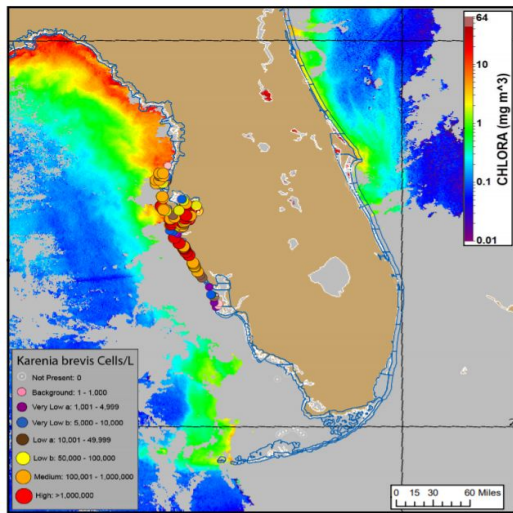 64
10
1
0.1
0.01
CHLORA (mg m^3)
Karenia brevis Cells/L
Not Present: 0
Background: 1 - 1,000
Very Low a: 1,001 - 4,999
Very Low b: 5,000 - 10,000
Low a: 10,001 - 49,999
Low b: 50,000 - 100,000
Medium: 100,001 - 1,000,000
High: >1,000,000
0 15 30 60 Miles